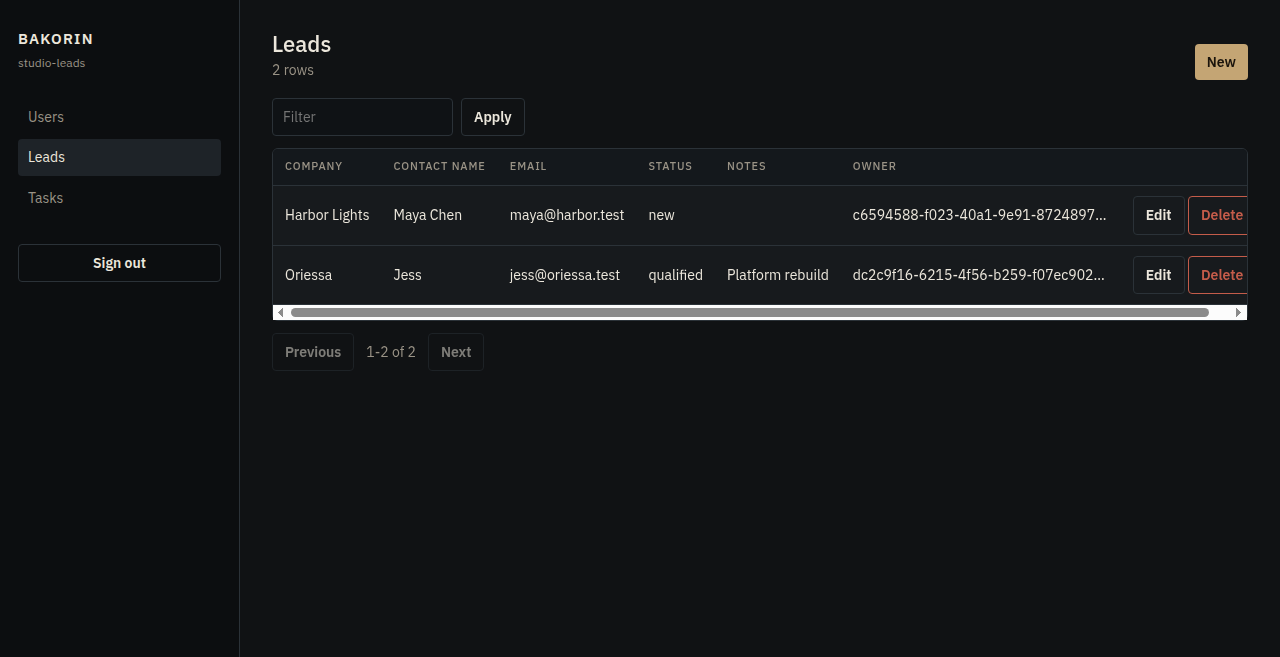 BAKORIN
studio-leads
Users
Leads
Tasks
Sign out
Leads
2 rows
New
Filter
Apply
COMPANY CONTACT NAME EMAIL STATUS NOTES OWNER
Harbor Lights Maya Chen maya@harbor.test new c6594588-f023-40a1-9e91-8724897... Edit Delete
Oriessa Jess jess@oriessa.test qualified Platform rebuild dc2c9f16-6215-4f56-b259-f07ec902... Edit Delete
Previous 1-2 of 2 Next